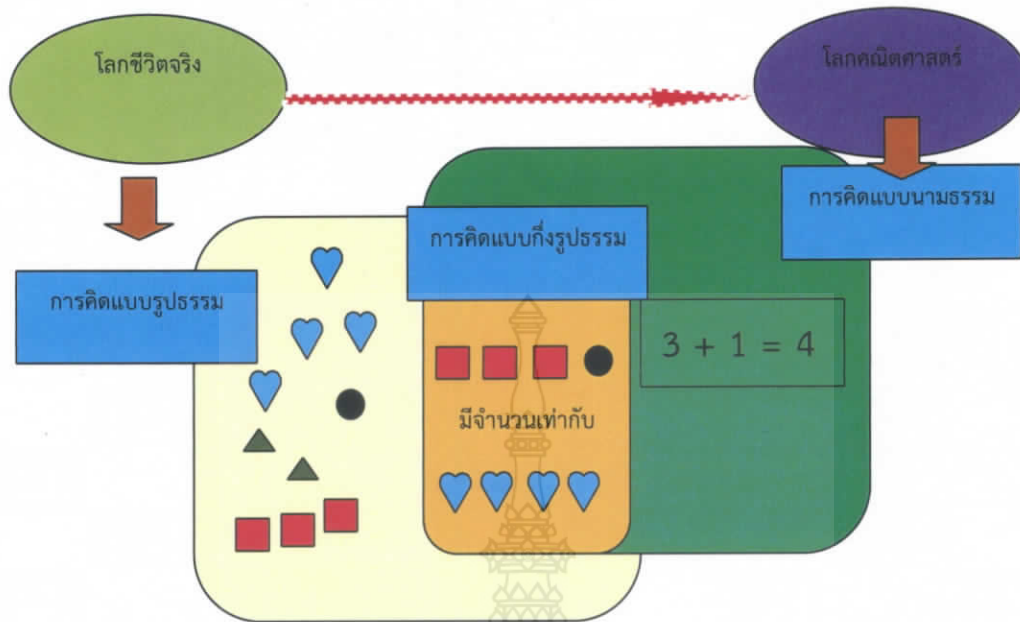 โลกชีวิตจริง
โลกคณิตศาสตร์
การคิดแบบนามธรรม
การคิดแบบกึ่งรูปธรรม
การคิดแบบรูปธรรม
3 + 1 = 4
มีจำนวนเท่ากับ